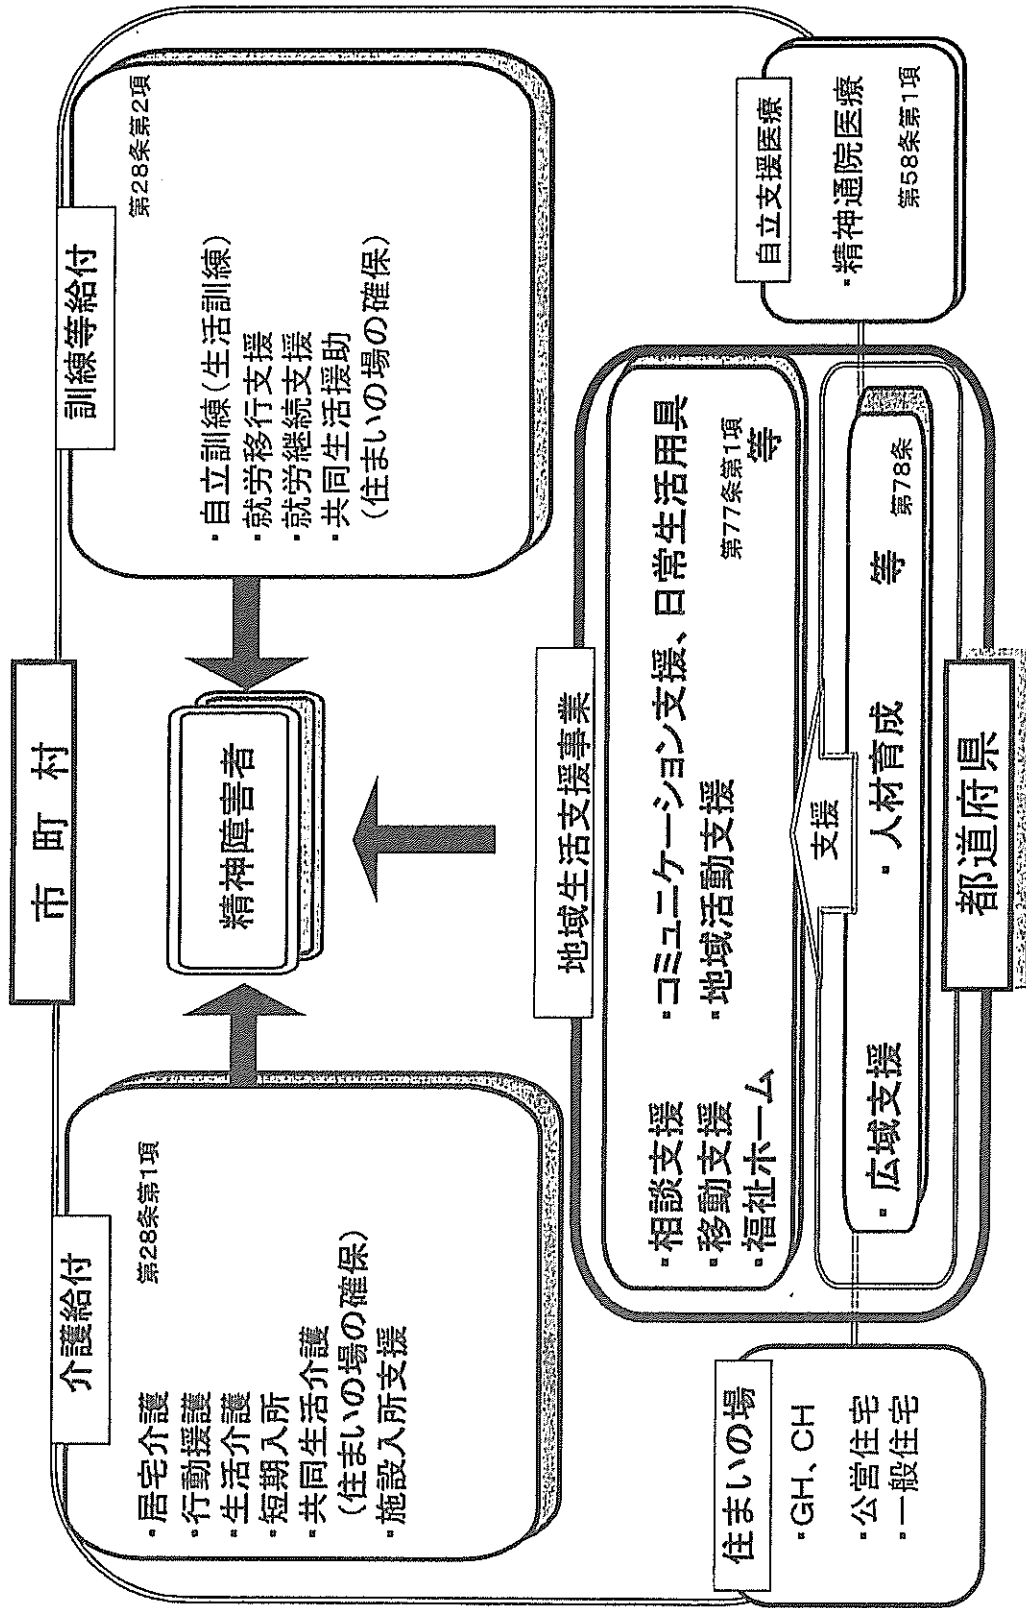 市町村
介護給付
第28条第1項
・居宅介護
・行動援護
・生活介護
・短期入所
・共同生活介護
(住まいの場の確保)
・施設入所支援
精神障害者
訓練等給付
第28条第2項
・自立訓練(生活訓練)
・就労移行支援
・就労継続支援
・共同生活援助
(住まいの場の確保)
地域生活支援事業
・相談支援 ・コミュニケーション支援、日常生活用具
・移動支援 ・地域活動支援
・福祉ホーム
第77条第1項
等
支援
・広域支援 ・人材育成 等
第78条
都道府県
住まいの場
・GH、CH
・公営住宅
・一般住宅
自立支援医療
・精神通院医療
第58条第1項